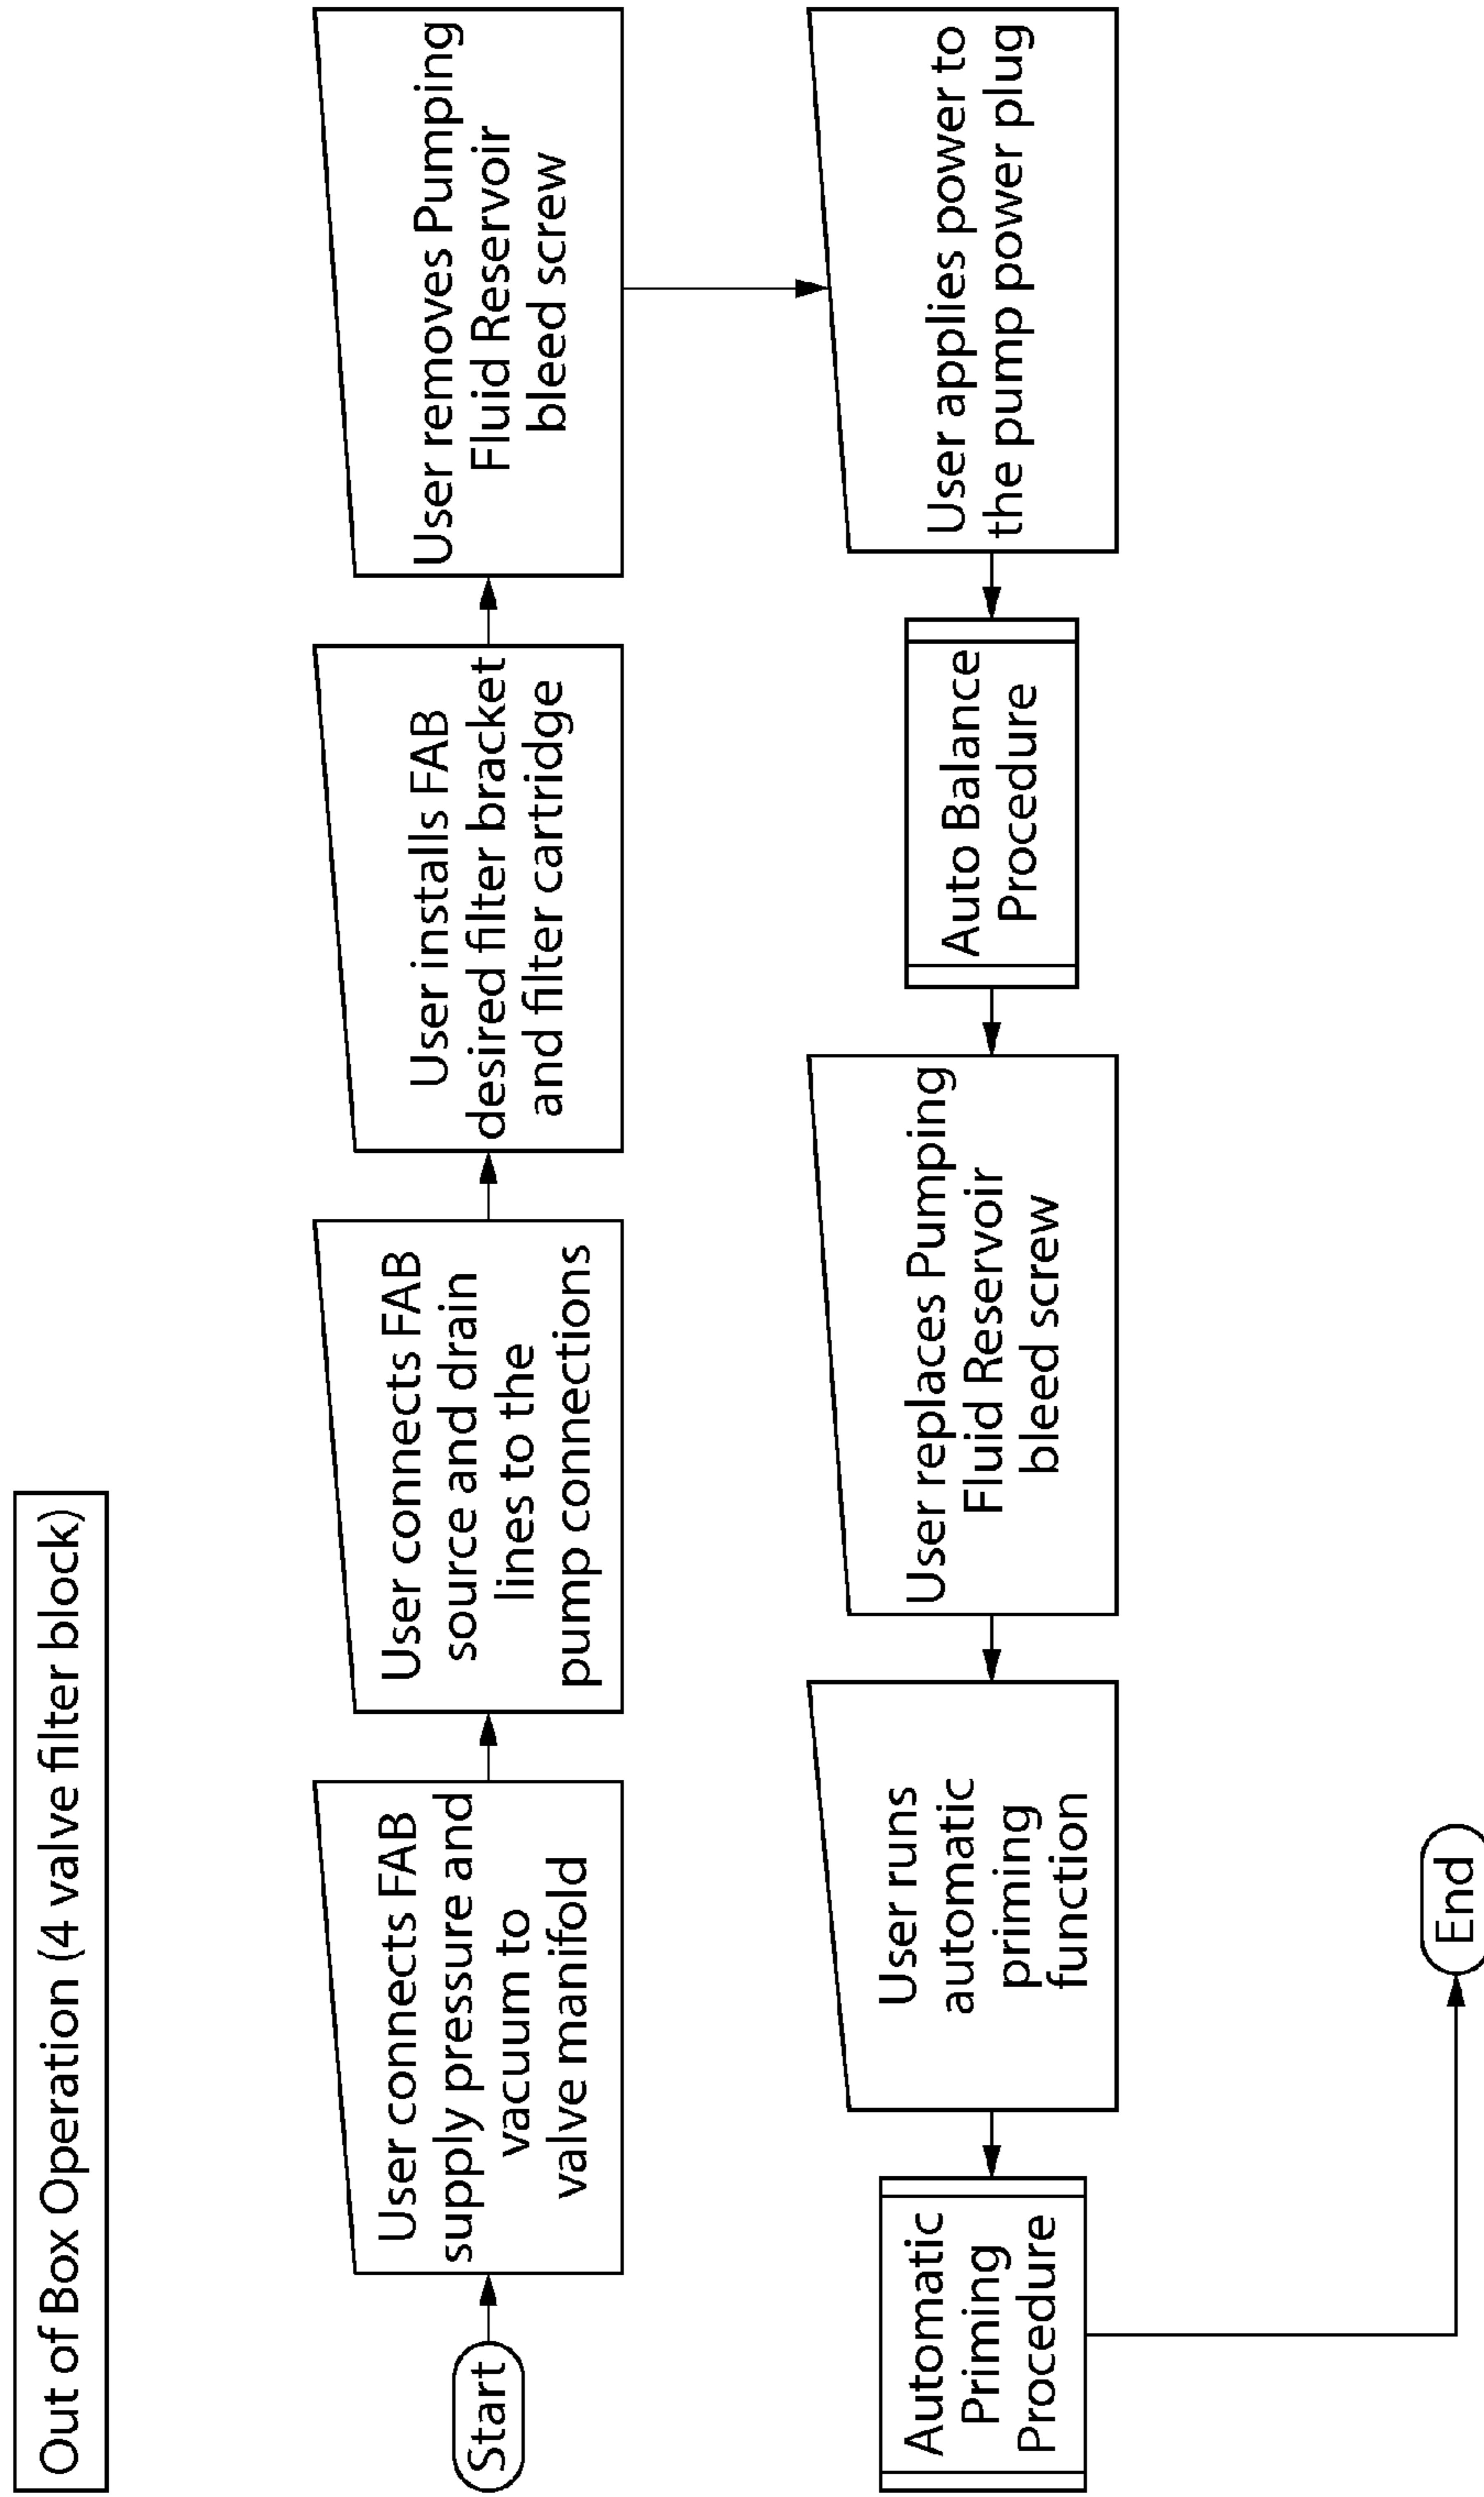 Out of Box Operation (4 valve filter block)
Start
User connects FAB
supply pressure and
vacuum to
valve manifold
User connects FAB
source and drain
lines to the
pump connections
User installs FAB
desired filter bracket
and filter cartridge
User removes Pumping
Fluid Reservoir
bleed screw
User applies power to
the pump power plug
Auto Balance
Procedure
User replaces Pumping
Fluid Reservoir
bleed screw
User runs
automatic
priming
function
Automatic
Priming
Procedure
End